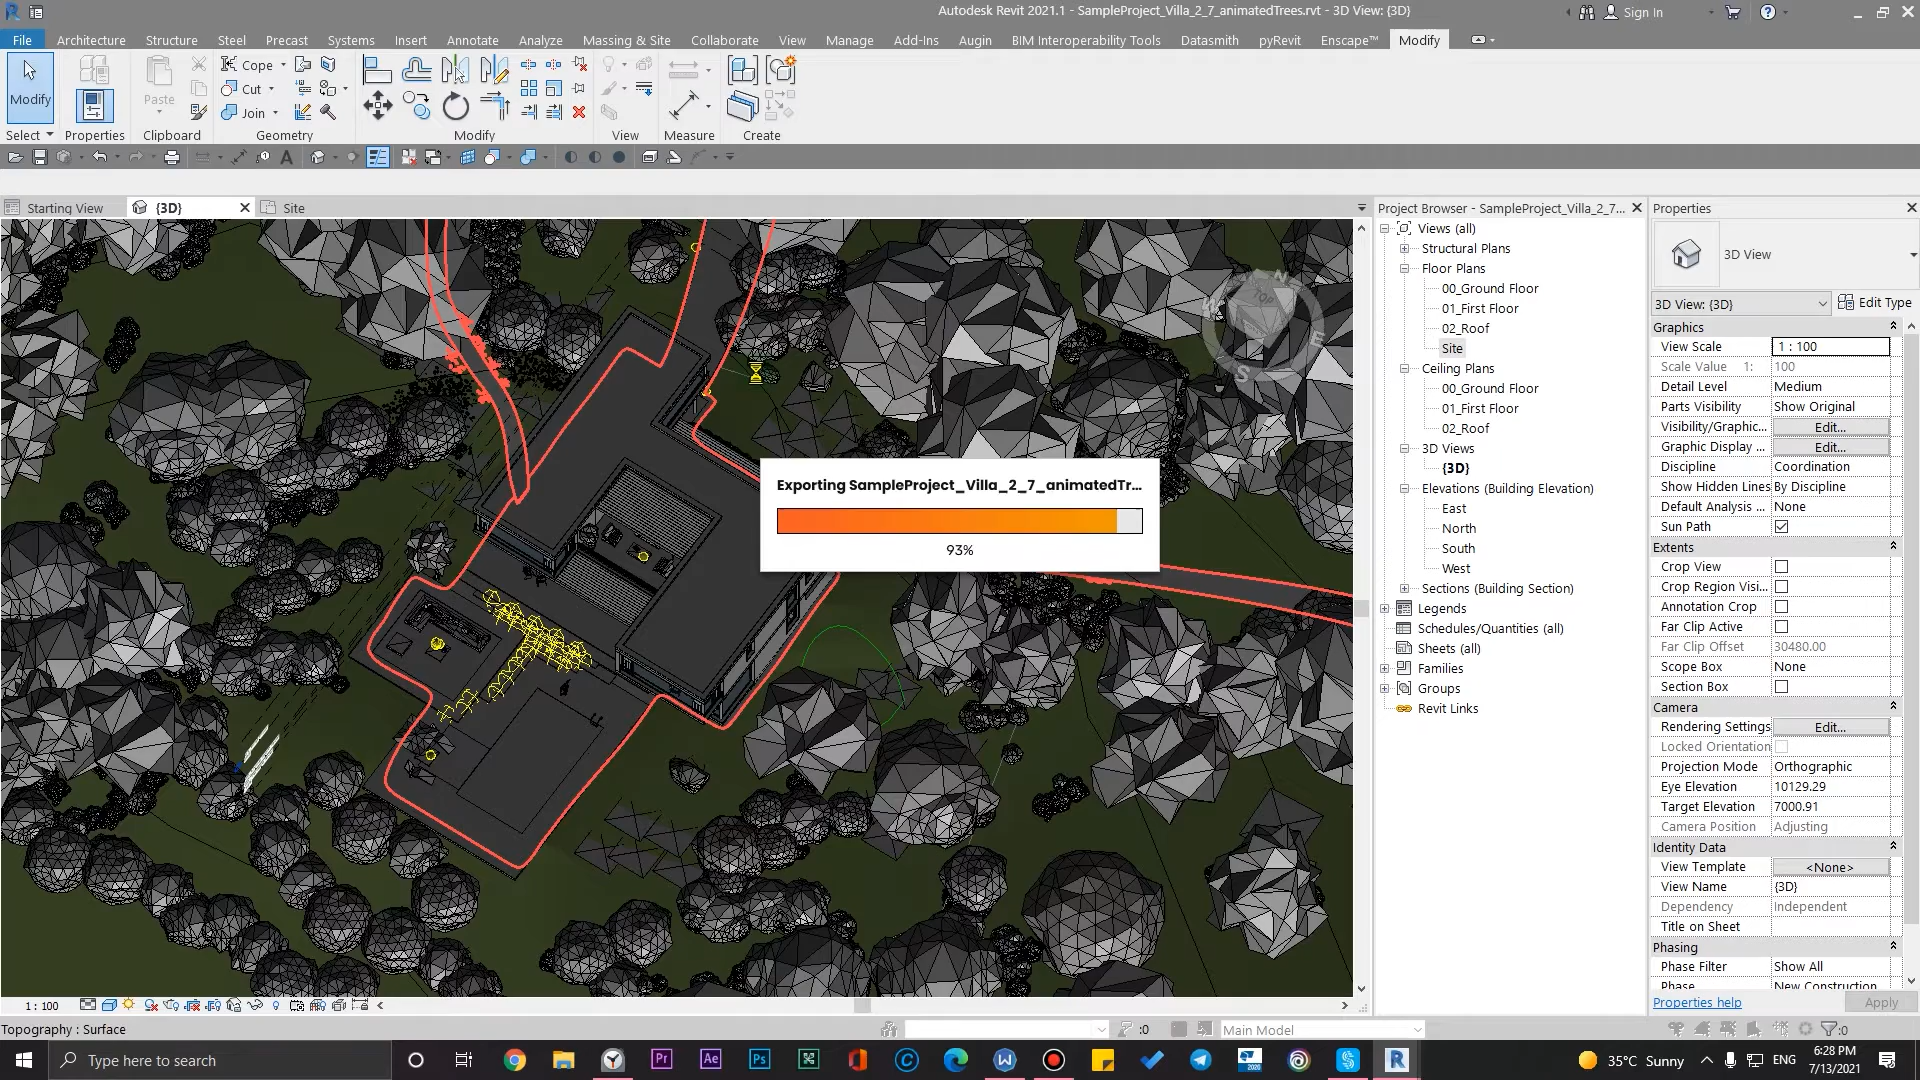 Autodesk Revit 2021.1 - SampleProject_Villa_2_7_animatedTrees.rvt - 3D View: {3D}
Sign In
File Architecture Structure Steel Precast Systems Insert Annotate Analyze Massing & Site Collaborate View Manage Add-Ins Augin BIM Interoperability Tools Datasmith pyRevit Enscape™ Modify
Modify
Paste
Cope
Cut
Join
Select Properties Clipboard Geometry Modify View Measure Create
Starting View {3D} Site
TOP
N
E
S
W
Exporting SampleProject_Villa_2_7_animatedTr...
93%
Project Browser - SampleProject_Villa_2_7...
Views (all)
Structural Plans
Floor Plans
00_Ground Floor
01_First Floor
02_Roof
Site
Ceiling Plans
00_Ground Floor
01_First Floor
02_Roof
3D Views
{3D}
Elevations (Building Elevation)
East
North
South
West
Sections (Building Section)
Legends
Schedules/Quantities (all)
Sheets (all)
Families
Groups
Revit Links
Properties
3D View
3D View: {3D} Edit Type
Graphics
View Scale 1 : 100
Scale Value 1: 100
Detail Level Medium
Parts Visibility Show Original
Visibility/Graphic... Edit...
Graphic Display ... Edit...
Discipline Coordination
Show Hidden Lines By Discipline
Default Analysis ... None
Sun Path
Extents
Crop View
Crop Region Visi...
Annotation Crop
Far Clip Active
Far Clip Offset 30480.00
Scope Box None
Section Box
Camera
Rendering Settings Edit...
Locked Orientation
Projection Mode Orthographic
Eye Elevation 10129.29
Target Elevation 7000.91
Camera Position Adjusting
Identity Data
View Template <None>
View Name {3D}
Dependency Independent
Title on Sheet
Phasing
Phase Filter Show All
Phase New Construction
Properties help Apply
1 : 100
Topography : Surface
:0
Main Model
:0
Type here to search
35°C Sunny
ENG
6:28 PM
7/13/2021